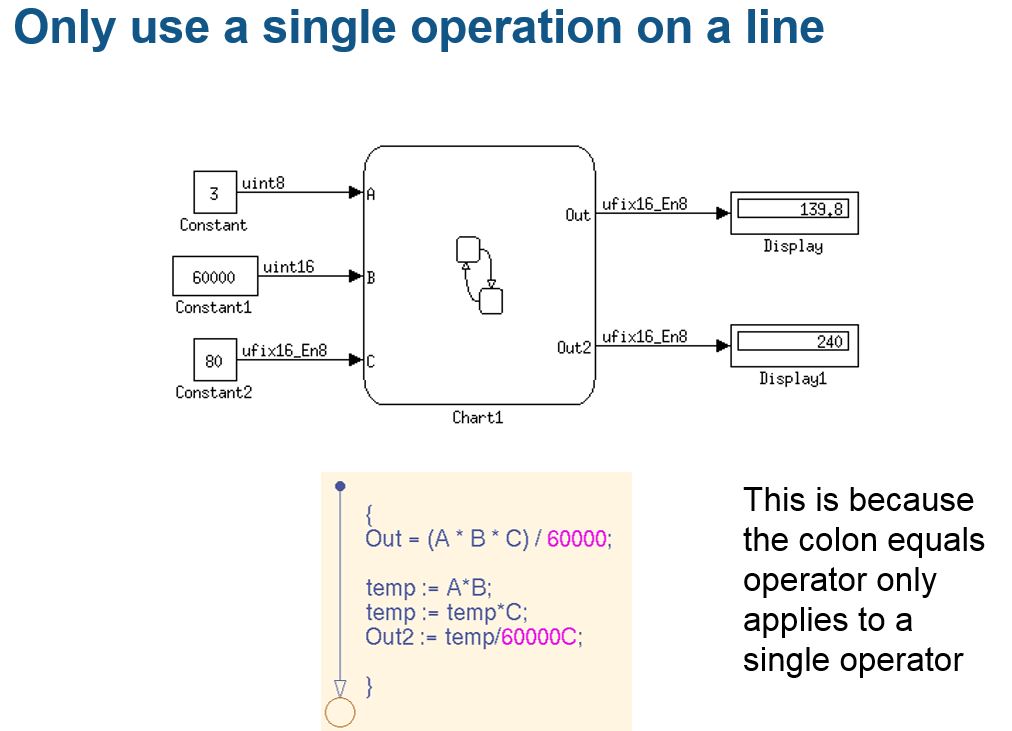 Only use a single operation on a line
3
uint8
A
Constant
Out
ufix16_En8
139.8
Display
60000
uint16
B
Constant1
80
ufix16_En8
C
Constant2
Out2
ufix16_En8
240
Display1
Chart1
{
Out = (A * B * C) / 60000;
temp := A*B;
temp := temp*C;
Out2 := temp/60000C;
}
This is because
the colon equals
operator only
applies to a
single operator